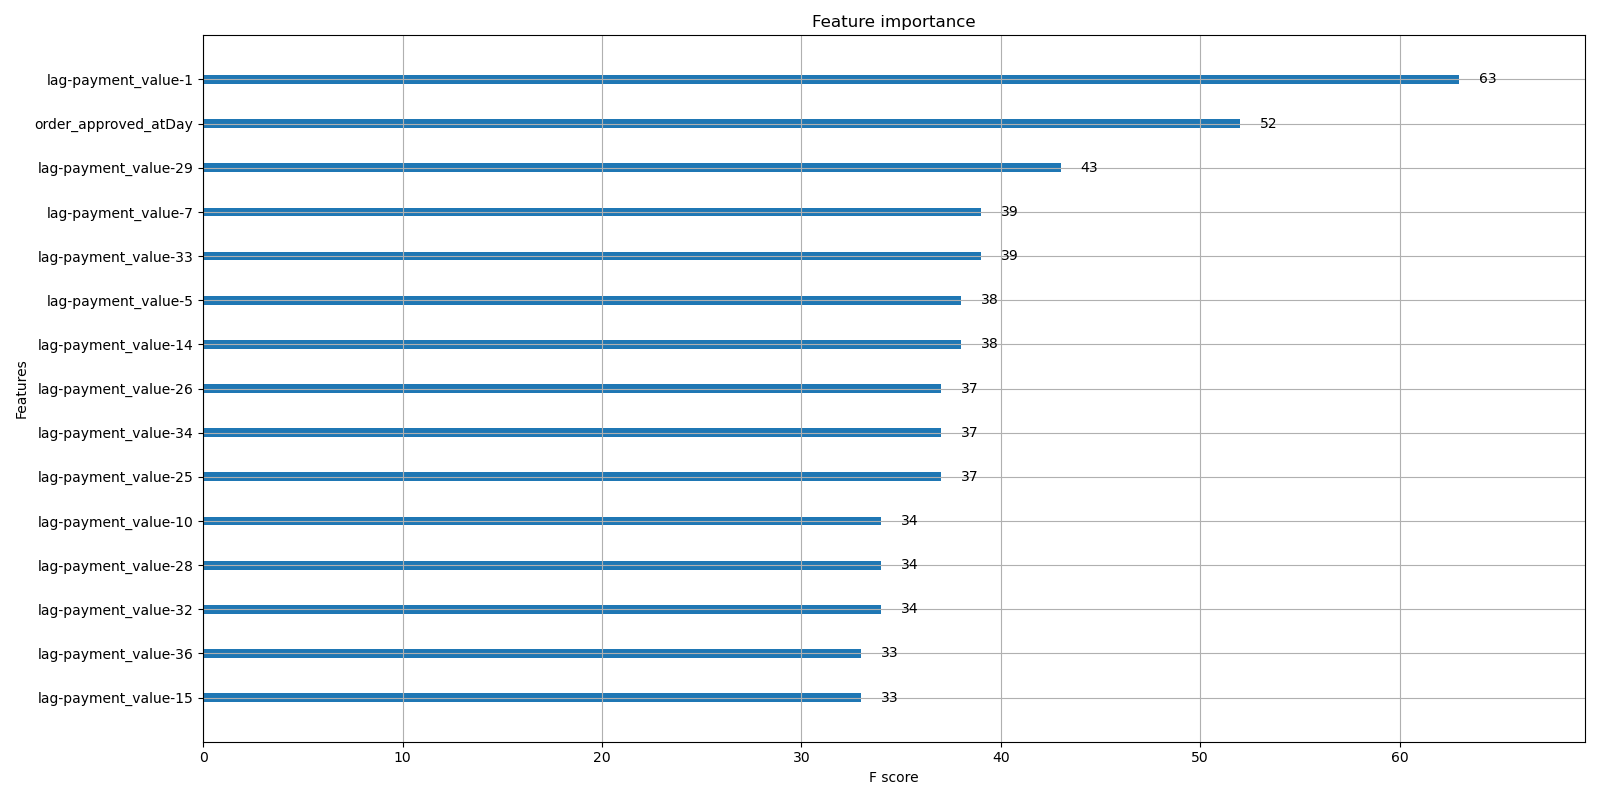 Feature importance
lag-payment_value-1 63
order_approved_atDay 52
lag-payment_value-29 43
lag-payment_value-7 39
lag-payment_value-33 39
lag-payment_value-5 38
lag-payment_value-14 38
lag-payment_value-26 37
lag-payment_value-34 37
lag-payment_value-25 37
lag-payment_value-10 34
lag-payment_value-28 34
lag-payment_value-32 34
lag-payment_value-36 33
lag-payment_value-15 33
Features
0 10 20 30 40 50 60
F score